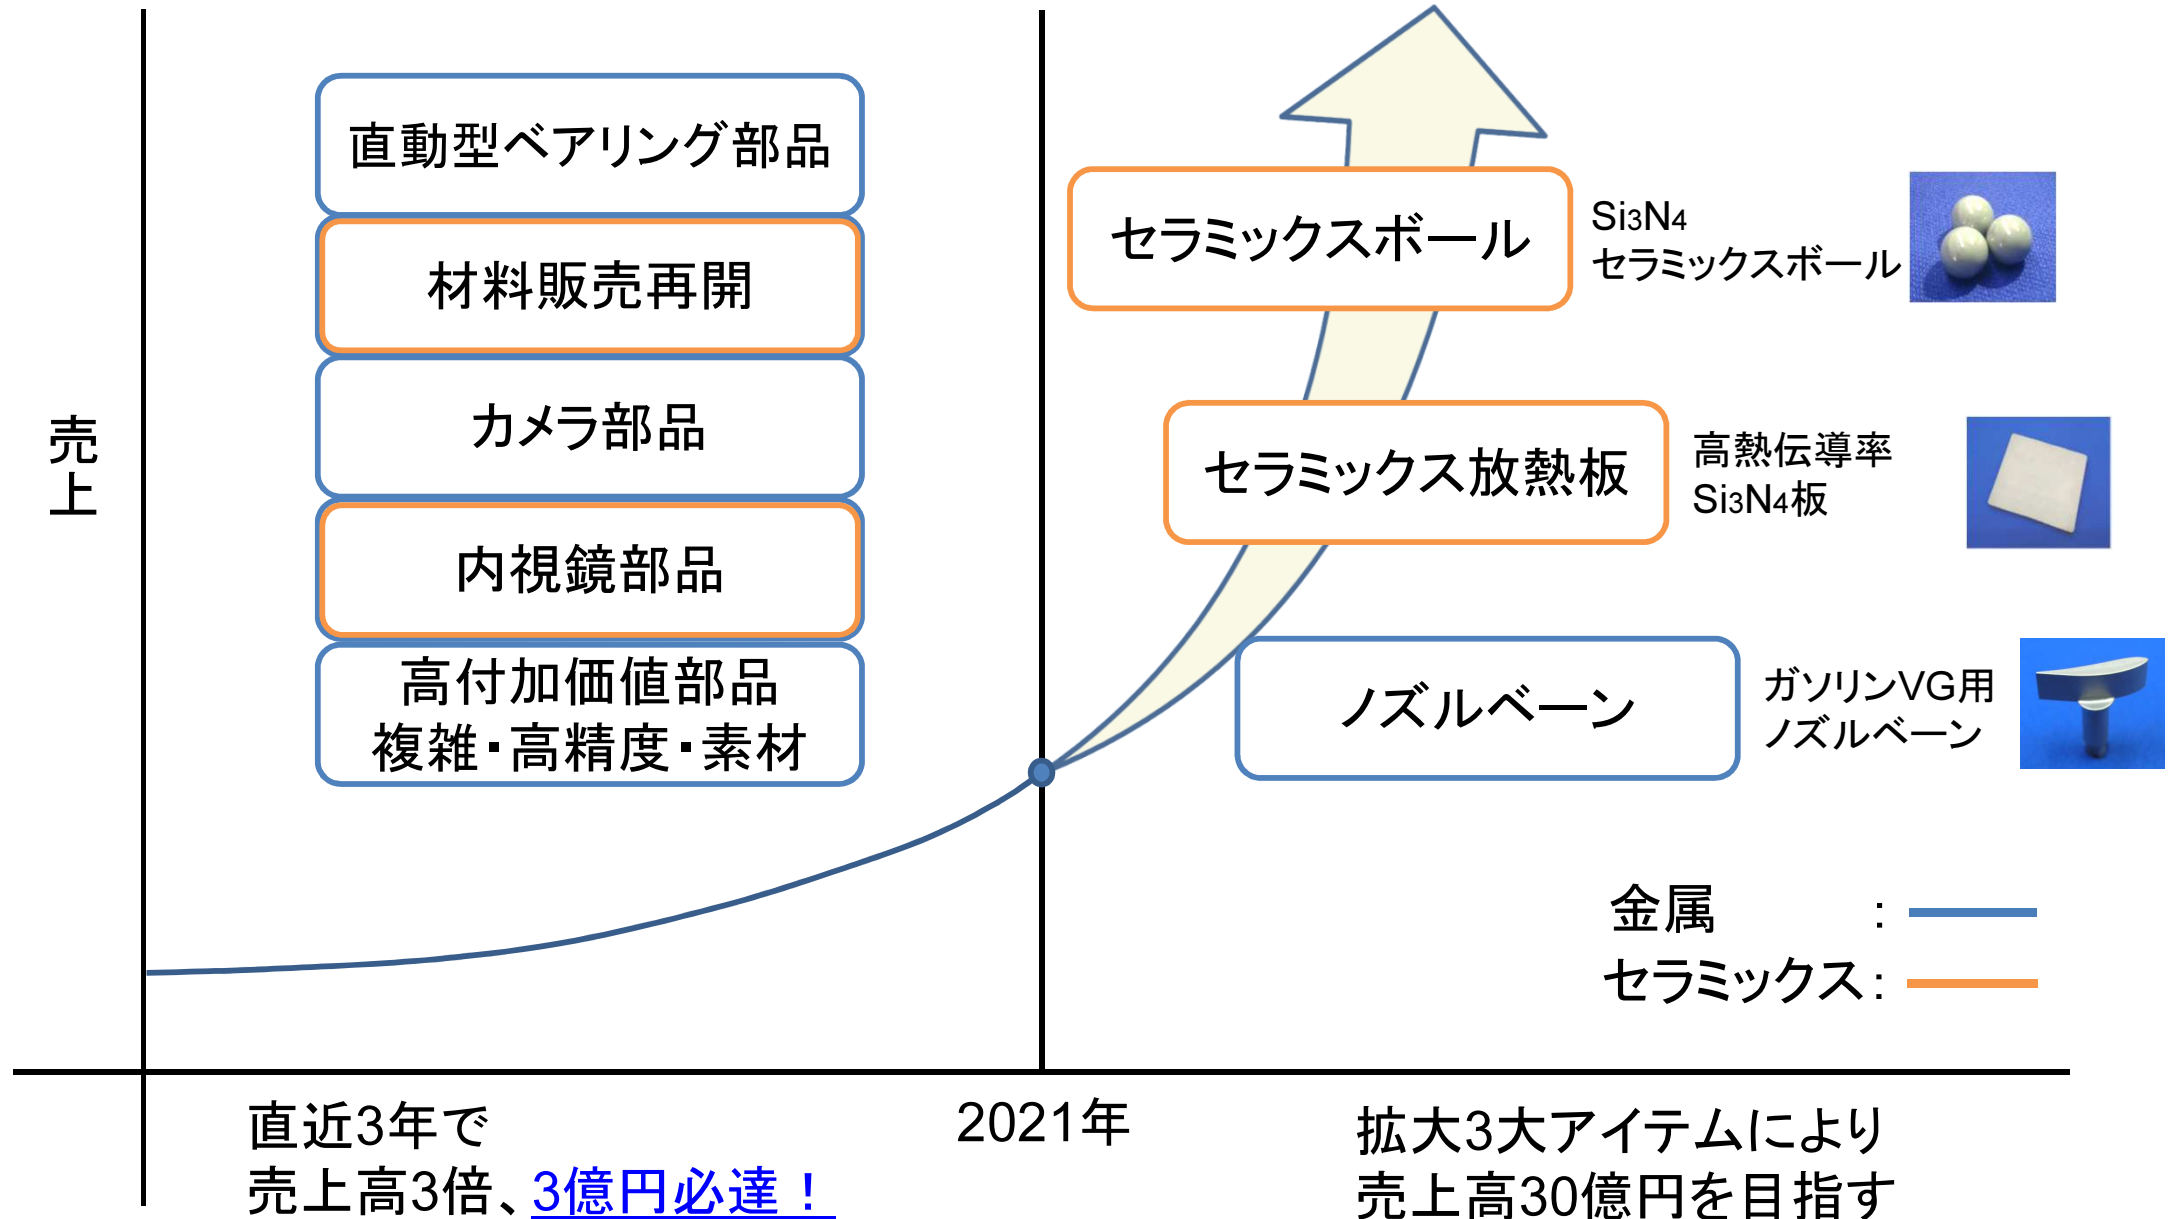 売上
直動型ベアリング部品
材料販売再開
カメラ部品
内視鏡部品
高付加価値部品
複雑・高精度・素材
セラミックスボール
Si3N4
セラミックスボール
セラミックス放熱板
高熱伝導率
Si3N4板
ノズルベーン
ガソリンVG用
ノズルベーン
金属 :
セラミックス:
直近3年で
売上高3倍、3億円必達！
2021年
拡大3大アイテムにより
売上高30億円を目指す